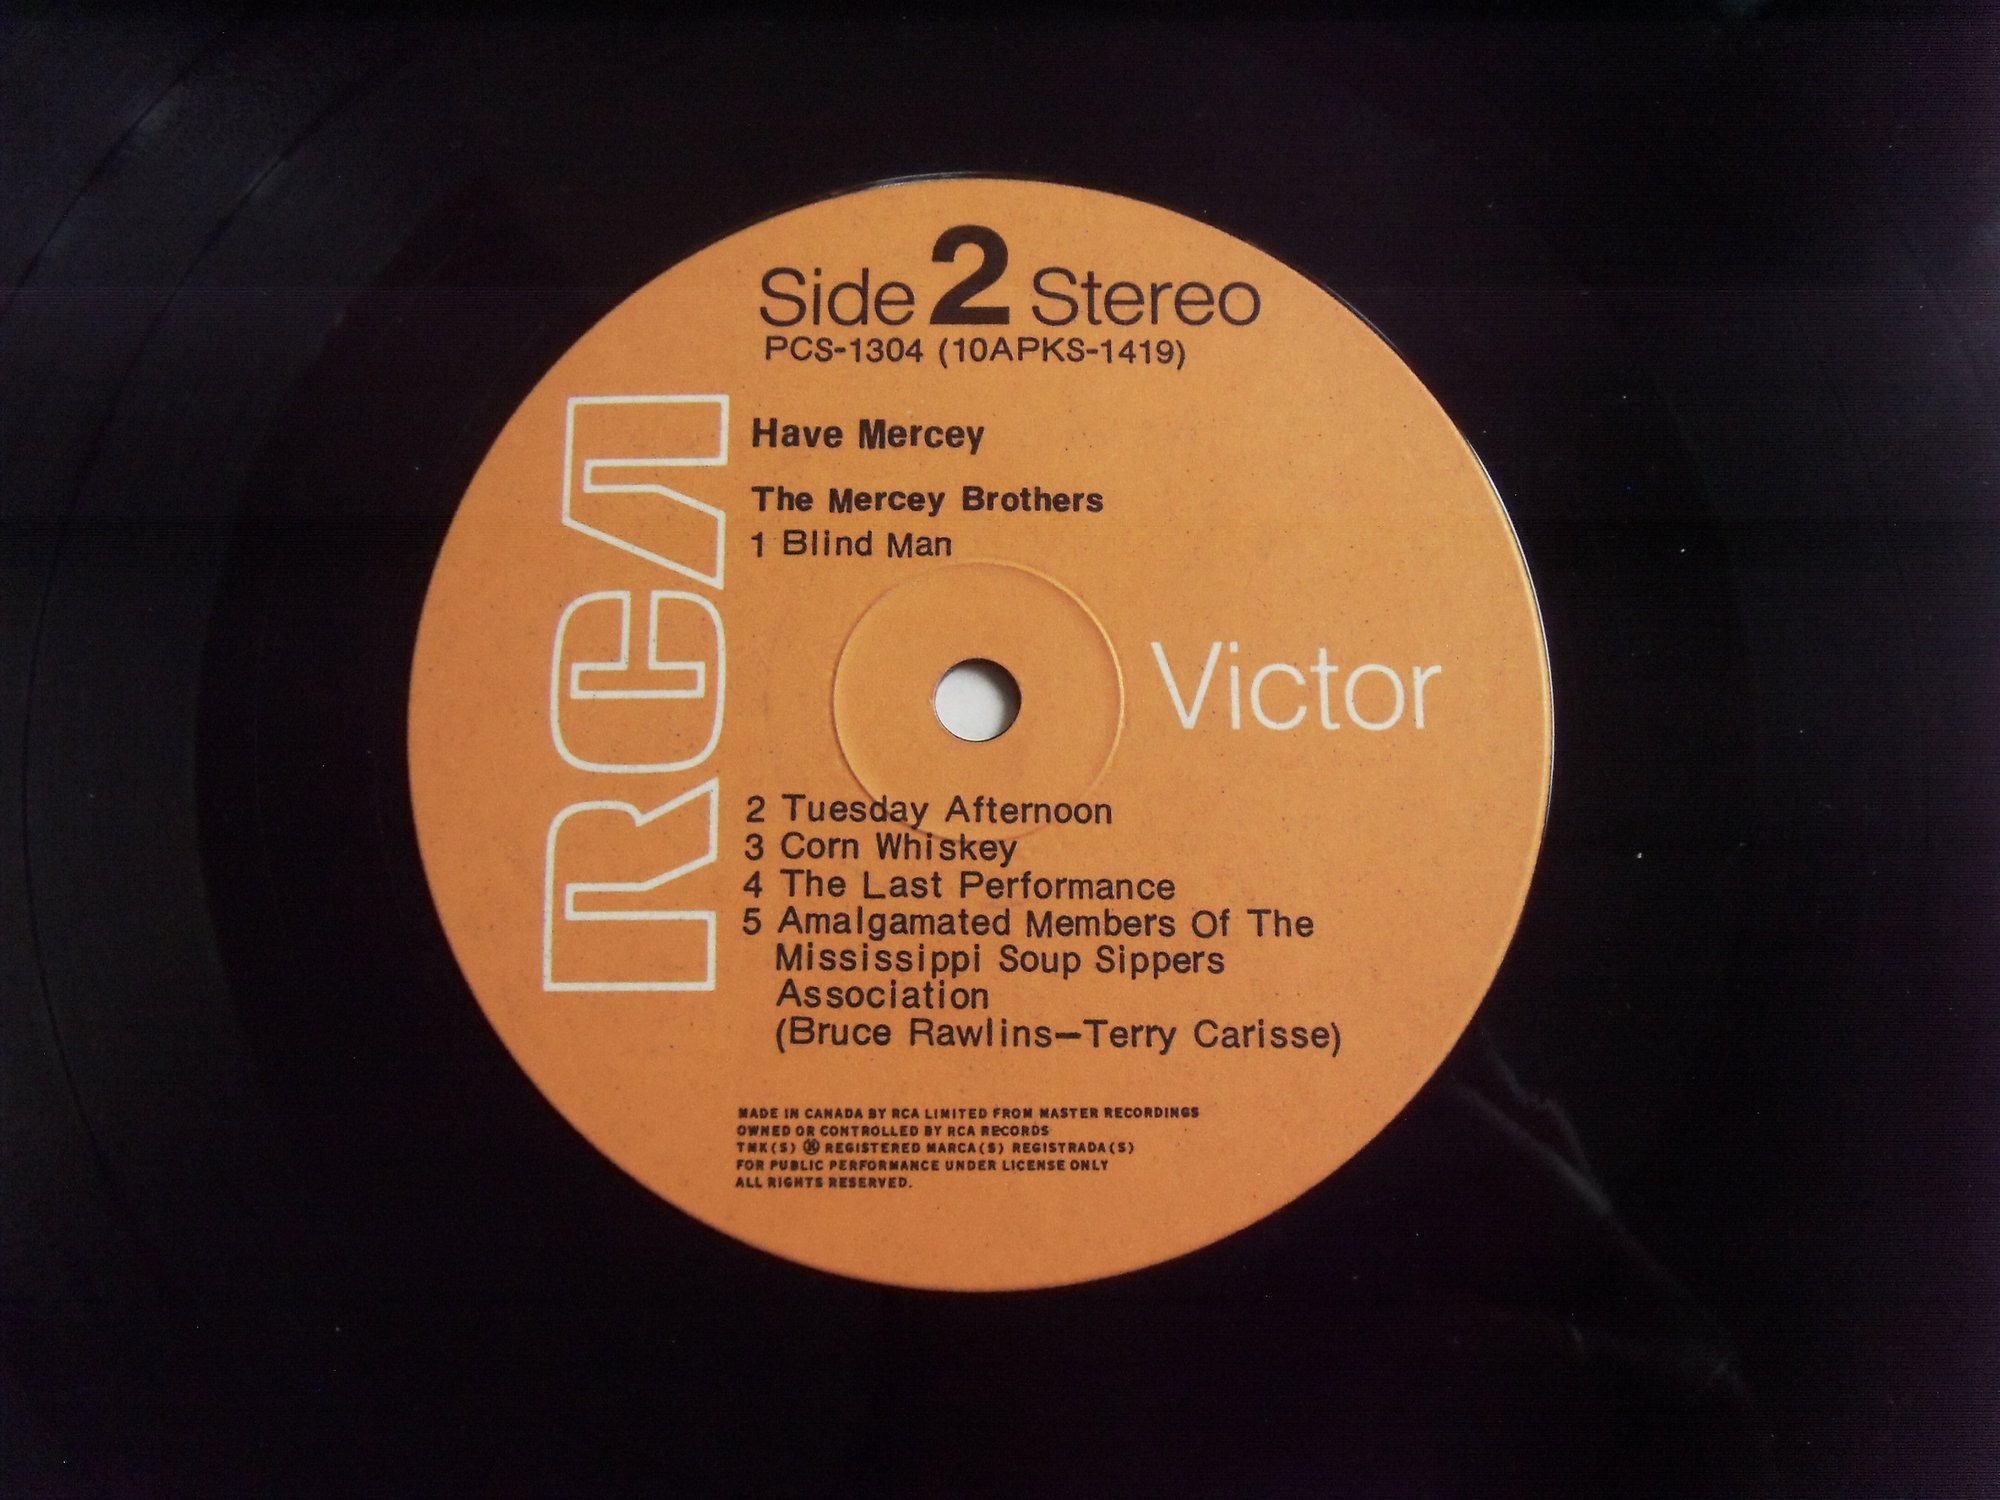 Side 2 Stereo
PCS-1304 (10APKS-1419)
Have Mercey
The Mercey Brothers
1 Blind Man
RCA
Victor
2 Tuesday Afternoon
3 Corn Whiskey
4 The Last Performance
5 Amalgamated Members Of The
Mississippi Soup Sippers
Association
(Bruce Rawlins—Terry Carisse)
MADE IN CANADA BY RCA LIMITED FROM MASTER RECORDINGS
OWNED OR CONTROLLED BY RCA RECORDS
TMK(S) ® REGISTERED MARCA(S) REGISTRADA(S)
FOR PUBLIC PERFORMANCE UNDER LICENSE ONLY
ALL RIGHTS RESERVED.